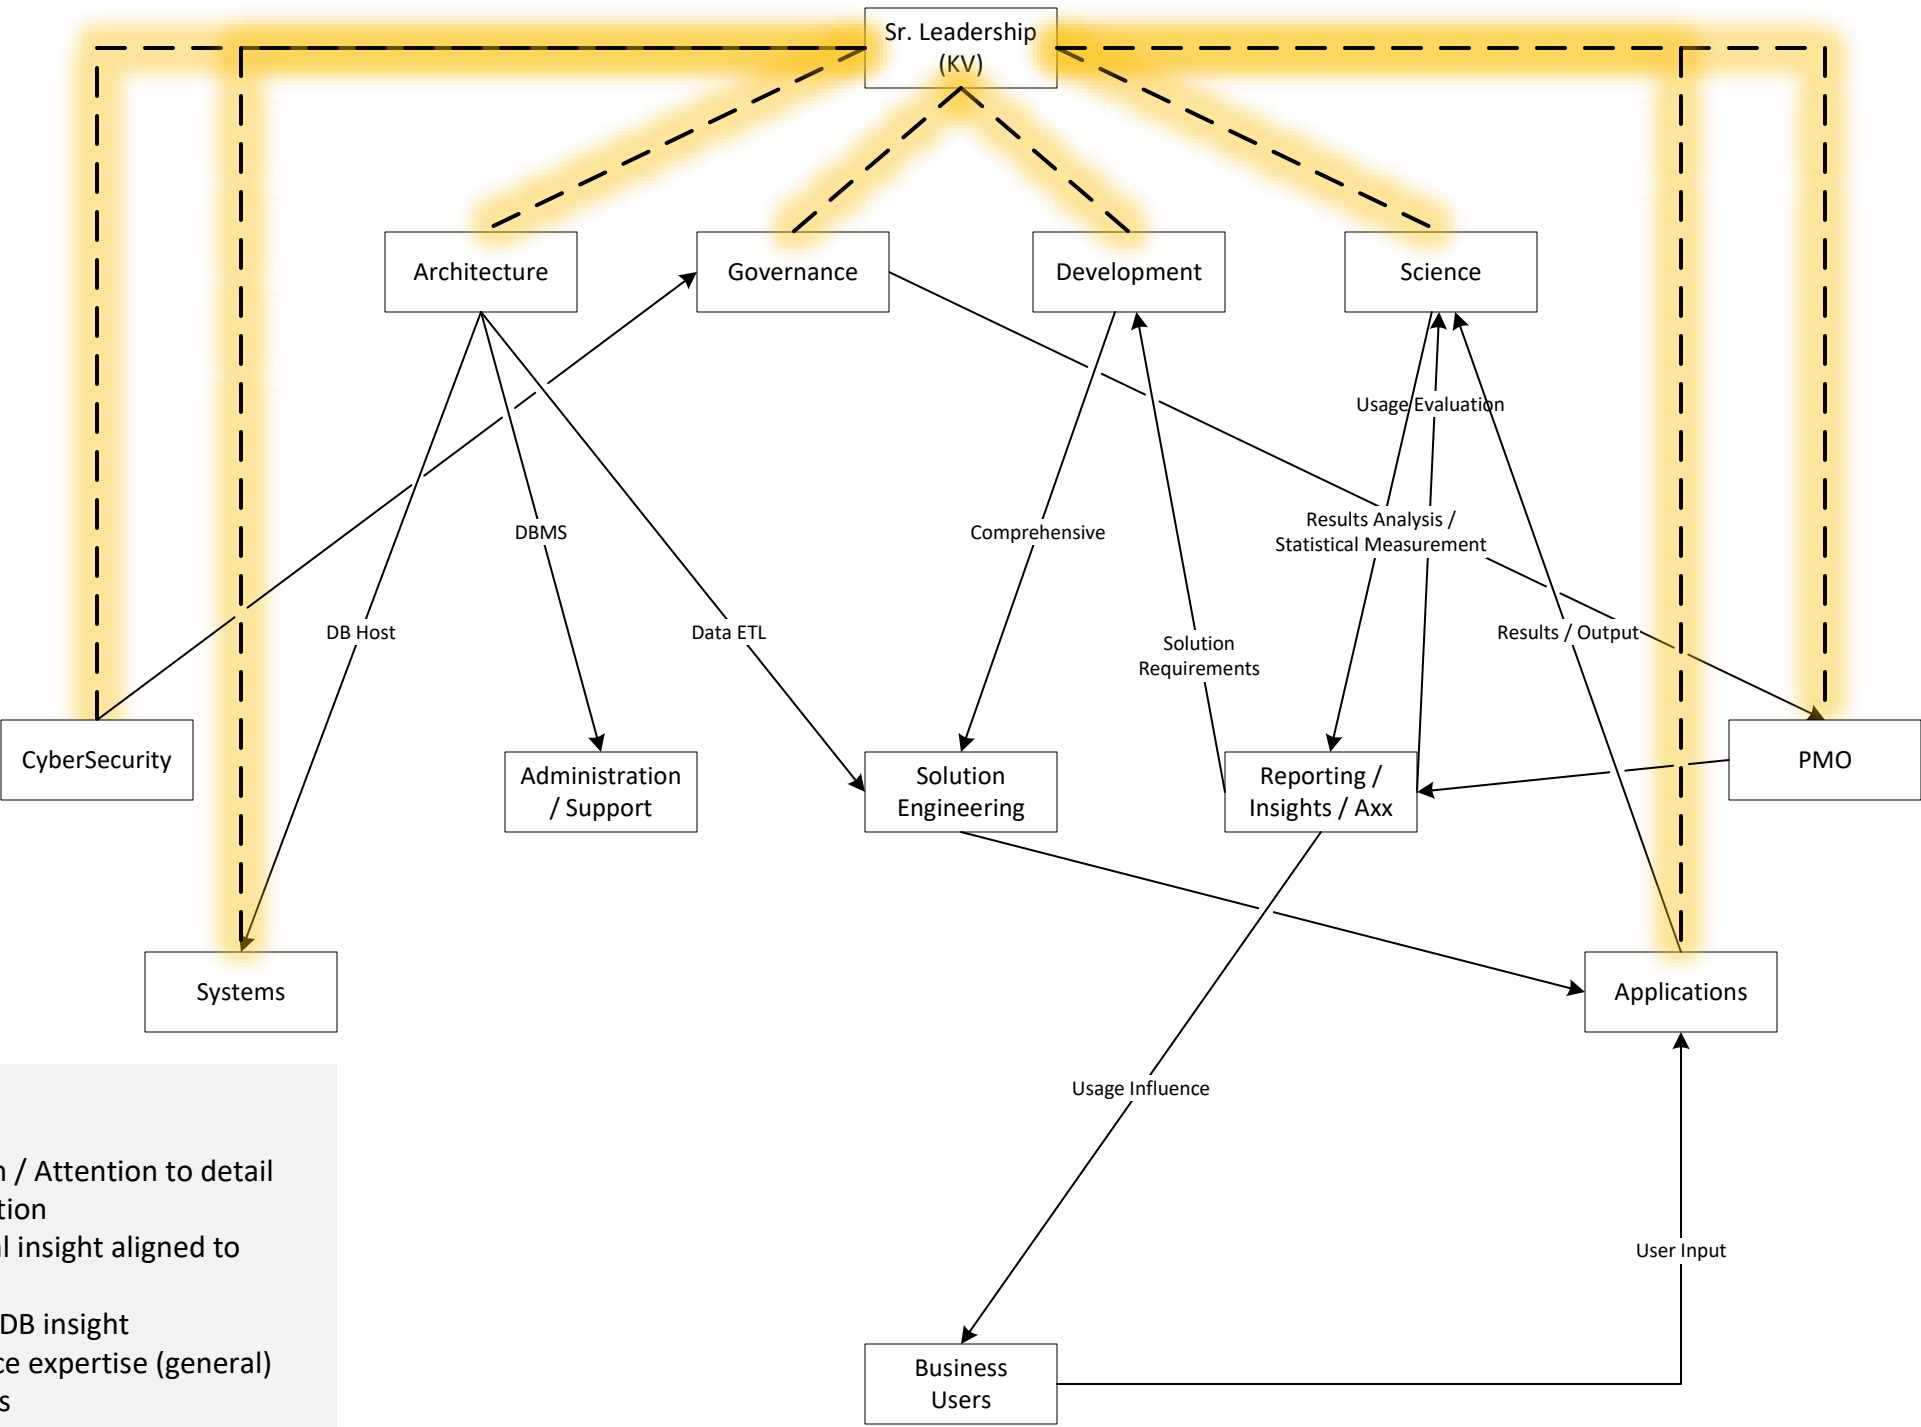 Sr. Leadership
(KV)
Architecture
Governance
Development
Science
Usage Evaluation
DBMS
Comprehensive
Results Analysis /
Statistical Measurement
DB Host
Data ETL
Solution
Requirements
Results / Output
CyberSecurity
Administration
/ Support
Solution
Engineering
Reporting /
Insights / Axx
PMO
Systems
Applications
Usage Influence
User Input
/ Attention to detail
insight aligned to
DB insight
expertise (general)
Business
Users